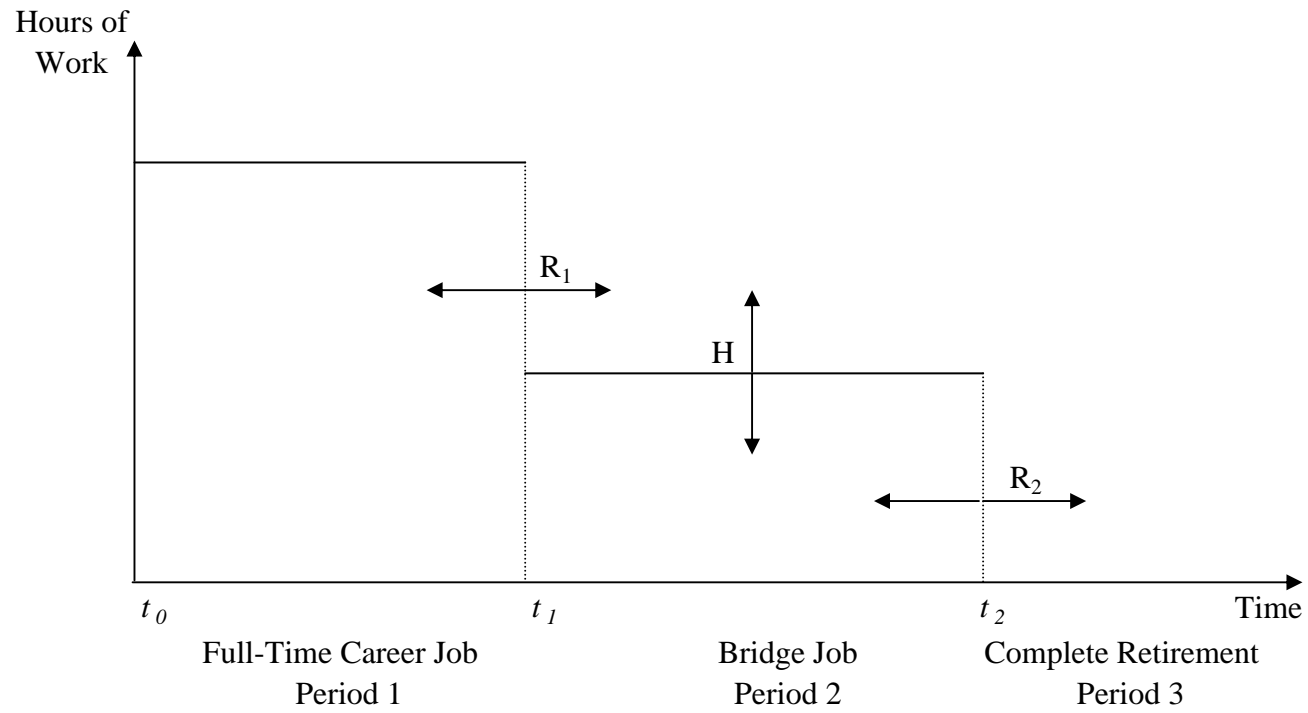 Hours of
Work
R₁
H
R₂
t₀ t₁ t₂ Time
Full-Time Career Job Bridge Job Complete Retirement
Period 1 Period 2 Period 3